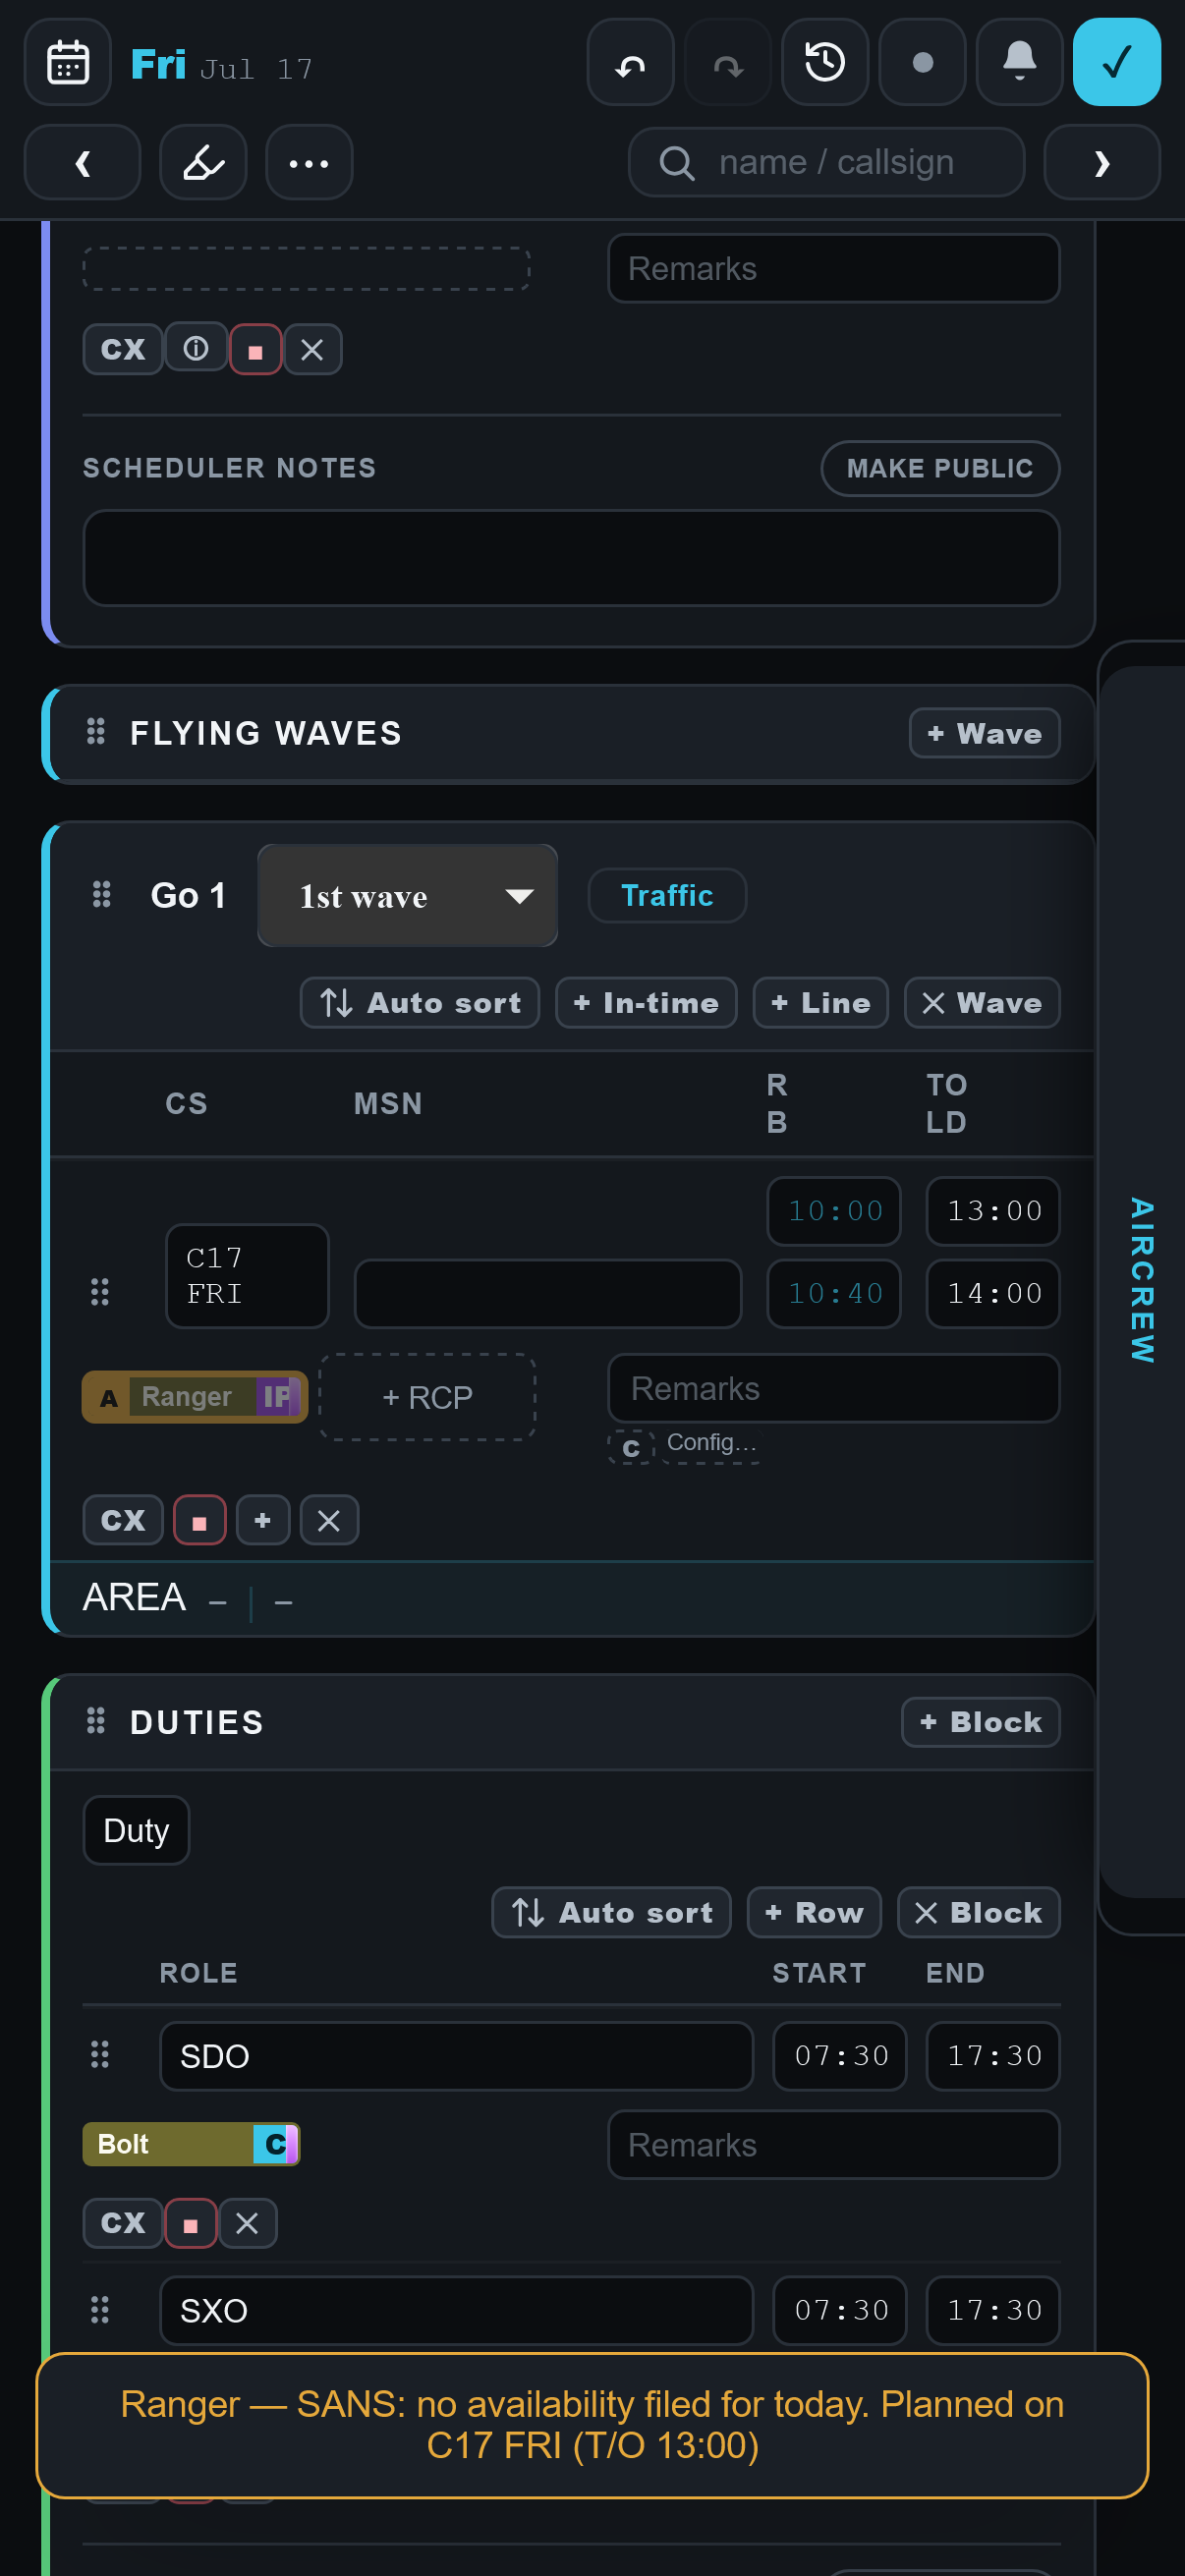 Fri Jul 17
name / callsign
Remarks
CX
SCHEDULER NOTES
MAKE PUBLIC
FLYING WAVES
+ Wave
Go 1
1st wave
Traffic
Auto sort
+ In-time
+ Line
× Wave
CS
MSN
R
B
TO
LD
10:00
13:00
C17
FRI
10:40
14:00
A Ranger IP
+ RCP
Remarks
C
Config…
CX
+
AREA – | –
AIRCREW
DUTIES
+ Block
Duty
Auto sort
+ Row
× Block
ROLE
START
END
SDO
07:30
17:30
Bolt C
Remarks
CX
SXO
07:30
17:30
Ranger — SANS: no availability filed for today. Planned on
C17 FRI (T/O 13:00)